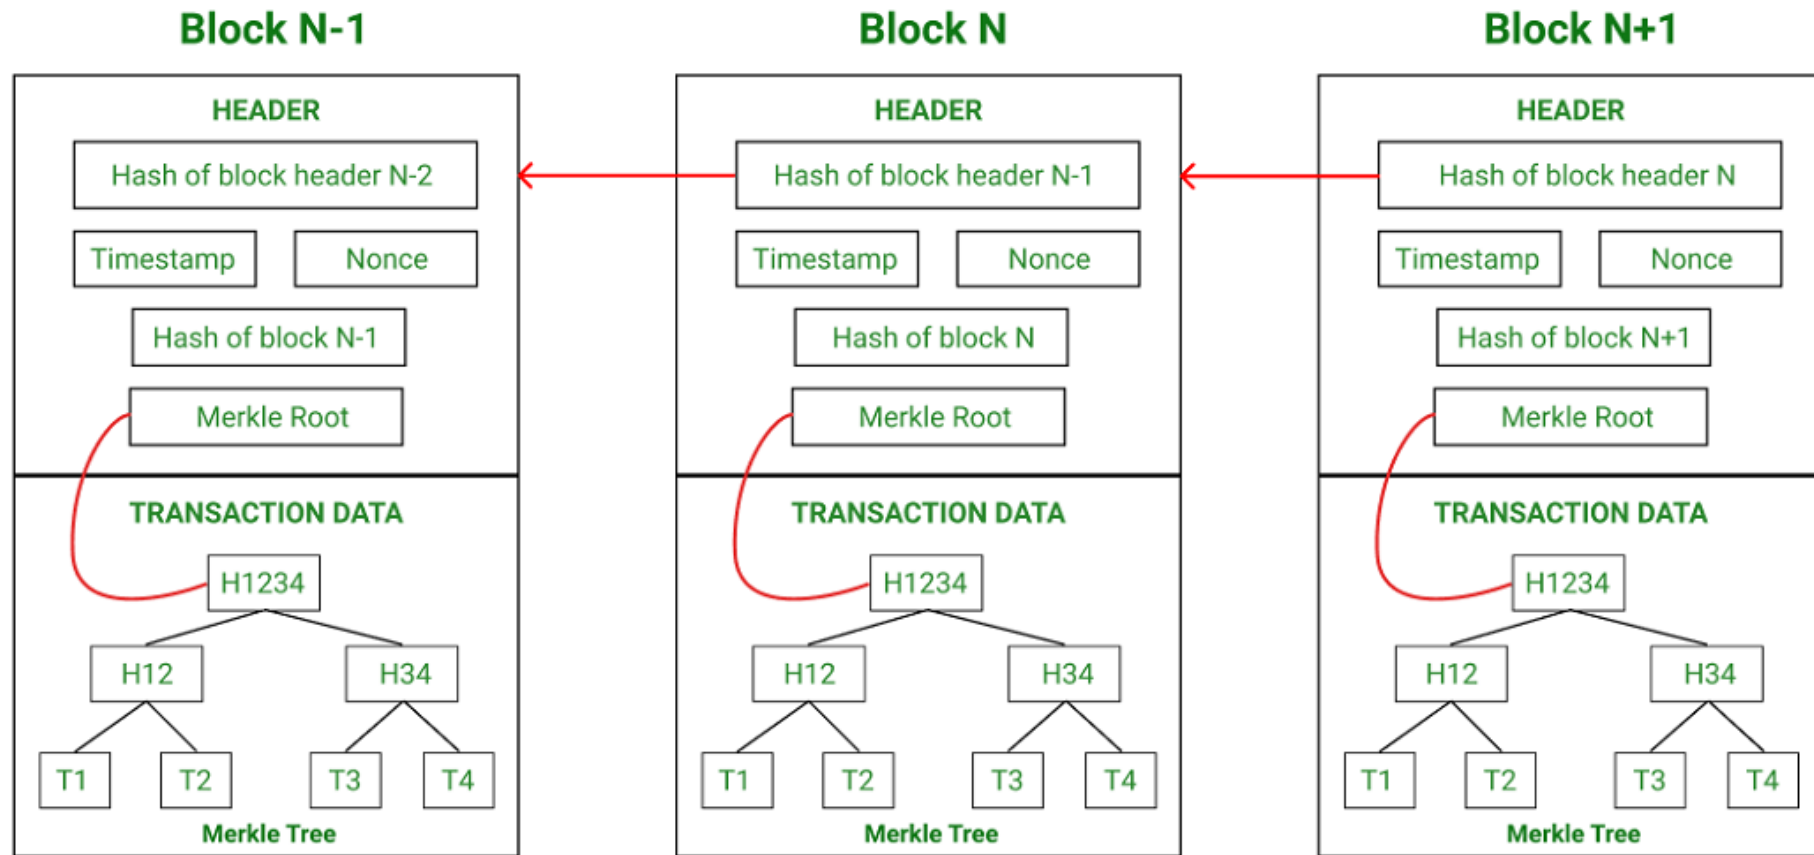 Block N-1
HEADER
Hash of block header N-2
Timestamp
Nonce
Hash of block N-1
Merkle Root
TRANSACTION DATA
H1234
H12
H34
T1
T2
T3
T4
Merkle Tree
Block N
HEADER
Hash of block header N-1
Timestamp
Nonce
Hash of block N
Merkle Root
TRANSACTION DATA
H1234
H12
H34
T1
T2
T3
T4
Merkle Tree
Block N+1
HEADER
Hash of block header N
Timestamp
Nonce
Hash of block N+1
Merkle Root
TRANSACTION DATA
H1234
H12
H34
T1
T2
T3
T4
Merkle Tree